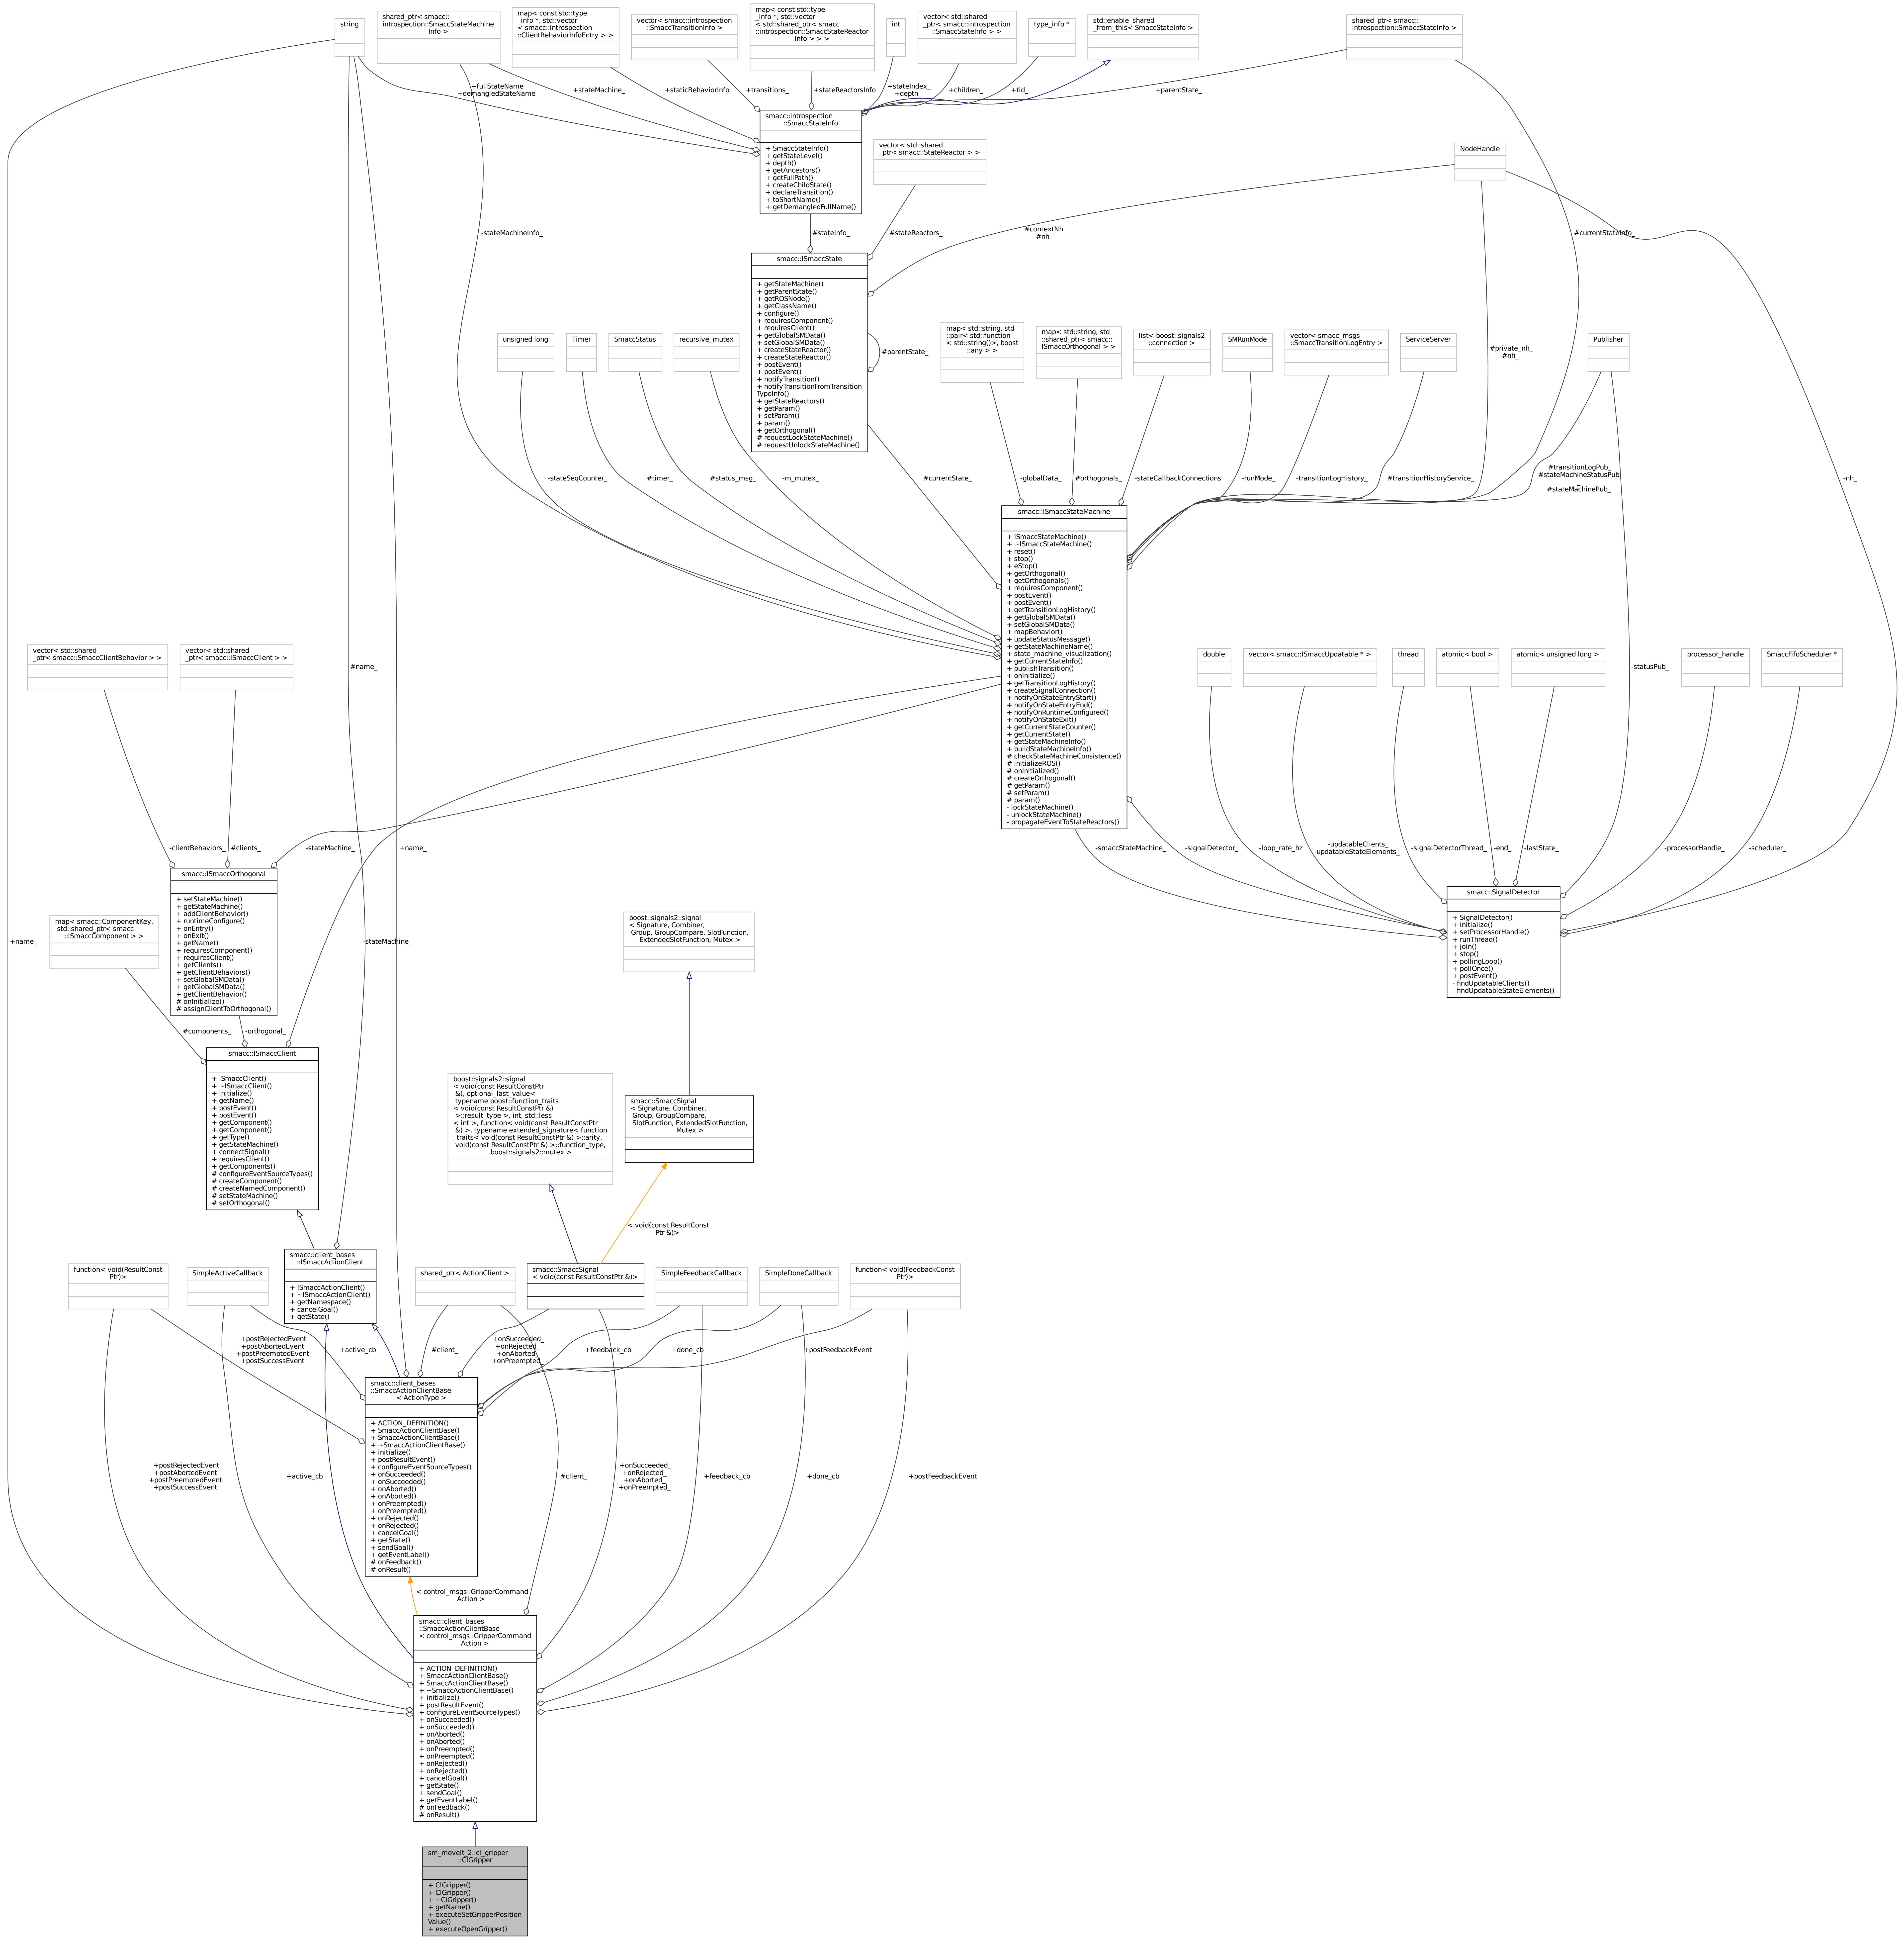 string
shared_ptr< smacc::
introspection::SmaccStateMachine
Info >
map< const std::type
_info *, std::vector
< smacc::introspection
::ClientBehaviorInfoEntry > >
vector< smacc::introspection
::SmaccTransitionInfo >
map< const std::type
_info *, std::vector
< std::shared_ptr< smacc
::introspection::SmaccStateReactor
Info > > >
int
vector< std::shared
_ptr< smacc::introspection
::SmaccStateInfo > >
type_info *
std::enable_shared
_from_this< SmaccStateInfo >
shared_ptr< smacc::
introspection::SmaccStateInfo >
+fullStateName
+demangledStateName
+stateMachine_
+staticBehaviorInfo
+transitions_
+stateReactorsInfo
+stateIndex_
+depth_
+children_
+tid_
+parentState_
smacc::introspection
::SmaccStateInfo
+ SmaccStateInfo()
+ getStateLevel()
+ depth()
+ getAncestors()
+ getFullPath()
+ createChildState()
+ declareTransition()
+ toShortName()
+ getDemangledFullName()
vector< std::shared
_ptr< smacc::StateReactor > >
NodeHandle
-stateMachineInfo_
#stateInfo_
#stateReactors_
#contextNh
#nh
#currentStateInfo_
smacc::ISmaccState
+ getStateMachine()
+ getParentState()
+ getROSNode()
+ getClassName()
+ configure()
+ requiresComponent()
+ requiresClient()
+ getGlobalSMData()
+ setGlobalSMData()
+ createStateReactor()
+ createStateReactor()
+ postEvent()
+ postEvent()
+ notifyTransition()
+ notifyTransitionFromTransition
TypeInfo()
+ getStateReactors()
+ getParam()
+ setParam()
+ param()
+ getOrthogonal()
# requestLockStateMachine()
# requestUnlockStateMachine()
#parentState_
unsigned long
Timer
SmaccStatus
recursive_mutex
map< std::string, std
::pair< std::function
< std::string()>, boost
::any > >
map< std::string, std
::shared_ptr< smacc::
ISmaccOrthogonal > >
list< boost::signals2
::connection >
SMRunMode
vector< smacc_msgs
::SmaccTransitionLogEntry >
ServiceServer
#private_nh_
#nh_
Publisher
-stateSeqCounter_
#timer_
#status_msg_
-m_mutex_
#currentState_
-globalData_
#orthogonals_
-stateCallbackConnections
-runMode_
-transitionLogHistory_
#transitionHistoryService_
#transitionLogPub_
#stateMachineStatusPub
_
#stateMachinePub_
-nh_
smacc::ISmaccStateMachine
+ ISmaccStateMachine()
+ ~ISmaccStateMachine()
+ reset()
+ stop()
+ eStop()
+ getOrthogonal()
+ getOrthogonals()
+ requiresComponent()
+ postEvent()
+ postEvent()
+ getTransitionLogHistory()
+ getGlobalSMData()
+ setGlobalSMData()
+ mapBehavior()
+ updateStatusMessage()
+ getStateMachineName()
+ state_machine_visualization()
+ getCurrentStateInfo()
+ publishTransition()
+ onInitialize()
+ getTransitionLogHistory()
+ createSignalConnection()
+ notifyOnStateEntryStart()
+ notifyOnStateEntryEnd()
+ notifyOnRuntimeConfigured()
+ notifyOnStateExit()
+ getCurrentStateCounter()
+ getCurrentState()
+ getStateMachineInfo()
+ buildStateMachineInfo()
# checkStateMachineConsistence()
# initializeROS()
# onInitialized()
# createOrthogonal()
# getParam()
# setParam()
# param()
- lockStateMachine()
- unlockStateMachine()
- propagateEventToStateReactors()
vector< std::shared
_ptr< smacc::SmaccClientBehavior > >
vector< std::shared
_ptr< smacc::ISmaccClient > >
#name_
double
vector< smacc::ISmaccUpdatable * >
thread
atomic< bool >
atomic< unsigned long >
-statusPub_
processor_handle
SmaccFifoScheduler *
-clientBehaviors_
#clients_
-stateMachine_
+name_
-smaccStateMachine_
-signalDetector_
-loop_rate_hz
-updatableClients_
-updatableStateElements_
-signalDetectorThread_
-end_
-lastState_
-processorHandle_
-scheduler_
smacc::ISmaccOrthogonal
+ setStateMachine()
+ getStateMachine()
+ addClientBehavior()
+ runtimeConfigure()
+ onEntry()
+ onExit()
+ getName()
+ requiresComponent()
+ requiresClient()
+ getClients()
+ getClientBehaviors()
+ setGlobalSMData()
+ getGlobalSMData()
+ getClientBehavior()
# onInitialize()
# assignClientToOrthogonal()
smacc::SignalDetector
+ SignalDetector()
+ initialize()
+ setProcessorHandle()
+ runThread()
+ join()
+ stop()
+ pollingLoop()
+ pollOnce()
+ postEvent()
- findUpdatableClients()
- findUpdatableStateElements()
map< smacc::ComponentKey,
std::shared_ptr< smacc
::ISmaccComponent > >
boost::signals2::signal
< Signature, Combiner,
Group, GroupCompare, SlotFunction,
ExtendedSlotFunction, Mutex >
+name_
-stateMachine_
#components_
-orthogonal_
smacc::ISmaccClient
+ ISmaccClient()
+ ~ISmaccClient()
+ initialize()
+ getName()
+ postEvent()
+ postEvent()
+ getComponent()
+ getComponent()
+ getType()
+ getStateMachine()
+ connectSignal()
+ requiresClient()
+ getComponents()
# configureEventSourceTypes()
# createComponent()
# createNamedComponent()
# setStateMachine()
# setOrthogonal()
boost::signals2::signal
< void(const ResultConstPtr
&), optional_last_value<
typename boost::function_traits
< void(const ResultConstPtr &)
>::result_type >, int, std::less
< int >, function< void(const ResultConstPtr
&) >, typename extended_signature< function
_traits< void(const ResultConstPtr &) >::arity,
void(const ResultConstPtr &) >::function_type,
boost::signals2::mutex >
smacc::SmaccSignal
< Signature, Combiner,
Group, GroupCompare,
SlotFunction, ExtendedSlotFunction,
Mutex >
< void(const ResultConst
Ptr &)>
function< void(ResultConst
Ptr)>
SimpleActiveCallback
smacc::client_bases
::ISmaccActionClient
+ ISmaccActionClient()
+ ~ISmaccActionClient()
+ getNamespace()
+ cancelGoal()
+ getState()
shared_ptr< ActionClient >
smacc::SmaccSignal
< void(const ResultConstPtr &)>
SimpleFeedbackCallback
SimpleDoneCallback
function< void(FeedbackConst
Ptr)>
+postRejectedEvent
+postAbortedEvent
+postPreemptedEvent
+postSuccessEvent
+active_cb
#client_
+onSucceeded_
+onRejected_
+onAborted_
+onPreempted_
+feedback_cb
+done_cb
+postFeedbackEvent
smacc::client_bases
::SmaccActionClientBase
< ActionType >
+ ACTION_DEFINITION()
+ SmaccActionClientBase()
+ SmaccActionClientBase()
+ ~SmaccActionClientBase()
+ initialize()
+ postResultEvent()
+ configureEventSourceTypes()
+ onSucceeded()
+ onSucceeded()
+ onAborted()
+ onAborted()
+ onPreempted()
+ onPreempted()
+ onRejected()
+ onRejected()
+ cancelGoal()
+ getState()
+ sendGoal()
+ getEventLabel()
# onFeedback()
# onResult()
+postRejectedEvent
+postAbortedEvent
+postPreemptedEvent
+postSuccessEvent
+active_cb
#client_
+onSucceeded_
+onRejected_
+onAborted_
+onPreempted_
+feedback_cb
+done_cb
+postFeedbackEvent
< control_msgs::GripperCommand
Action >
smacc::client_bases
::SmaccActionClientBase
< control_msgs::GripperCommand
Action >
+ ACTION_DEFINITION()
+ SmaccActionClientBase()
+ SmaccActionClientBase()
+ ~SmaccActionClientBase()
+ initialize()
+ postResultEvent()
+ configureEventSourceTypes()
+ onSucceeded()
+ onSucceeded()
+ onAborted()
+ onAborted()
+ onPreempted()
+ onPreempted()
+ onRejected()
+ onRejected()
+ cancelGoal()
+ getState()
+ sendGoal()
+ getEventLabel()
# onFeedback()
# onResult()
sm_moveit_2::cl_gripper
::ClGripper
+ ClGripper()
+ ClGripper()
+ ~ClGripper()
+ getName()
+ executeSetGripperPosition
Value()
+ executeOpenGripper()